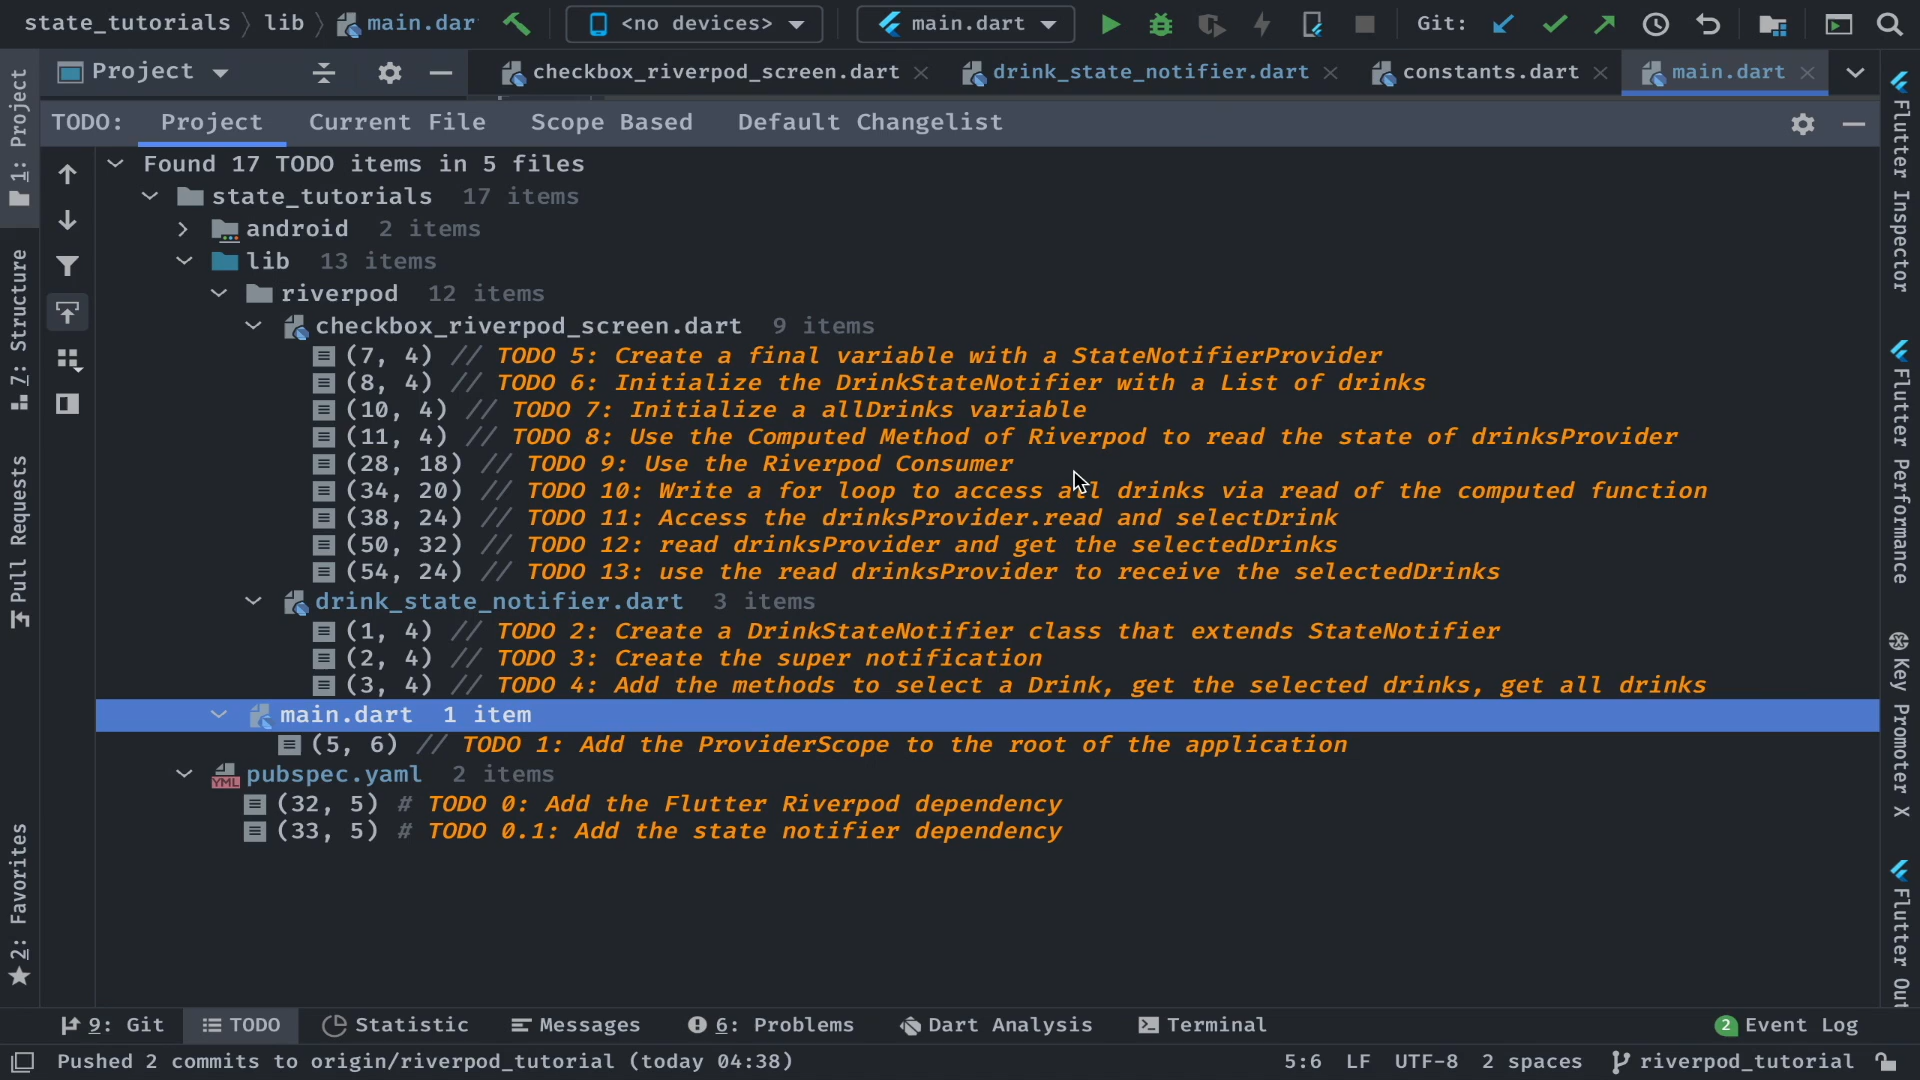 state_tutorials lib main.dar <no devices> main.dart Git:
Project checkbox_riverpod_screen.dart drink_state_notifier.dart constants.dart main.dart
TODO: Project Current File Scope Based Default Changelist
Found 17 TODO items in 5 files
state_tutorials 17 items
android 2 items
lib 13 items
riverpod 12 items
checkbox_riverpod_screen.dart 9 items
(7, 4) // TODO 5: Create a final variable with a StateNotifierProvider
(8, 4) // TODO 6: Initialize the DrinkStateNotifier with a List of drinks
(10, 4) // TODO 7: Initialize a allDrinks variable
(11, 4) // TODO 8: Use the Computed Method of Riverpod to read the state of drinksProvider
(28, 18) // TODO 9: Use the Riverpod Consumer
(34, 20) // TODO 10: Write a for loop to access all drinks via read of the computed function
(38, 24) // TODO 11: Access the drinksProvider.read and selectDrink
(50, 32) // TODO 12: read drinksProvider and get the selectedDrinks
(54, 24) // TODO 13: use the read drinksProvider to receive the selectedDrinks
drink_state_notifier.dart 3 items
(1, 4) // TODO 2: Create a DrinkStateNotifier class that extends StateNotifier
(2, 4) // TODO 3: Create the super notification
(3, 4) // TODO 4: Add the methods to select a Drink, get the selected drinks, get all drinks
main.dart 1 item
(5, 6) // TODO 1: Add the ProviderScope to the root of the application
pubspec.yaml 2 items
(32, 5) # TODO 0: Add the Flutter Riverpod dependency
(33, 5) # TODO 0.1: Add the state notifier dependency
1: Project
7: Structure
Pull Requests
2: Favorites
Flutter Inspector
Flutter Performance
Key Promoter X
Flutter Out
YML
9: Git TODO Statistic Messages 6: Problems Dart Analysis Terminal 2 Event Log
Pushed 2 commits to origin/riverpod_tutorial (today 04:38) 5:6 LF UTF-8 2 spaces riverpod_tutorial